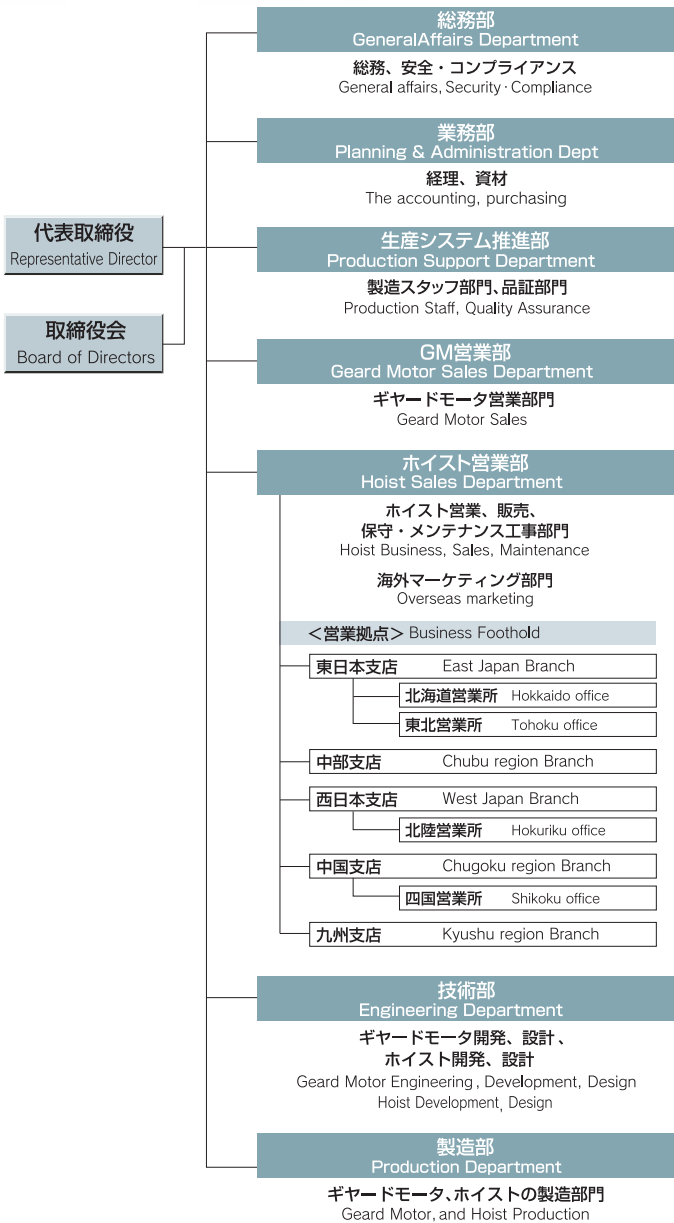 代表取締役
Representative Director
取締役会
Board of Directors
総務部
GeneralAffairs Department
総務、安全・コンプライアンス
General affairs, Security・Compliance
業務部
Planning & Administration Dept
経理、資材
The accounting, purchasing
生産システム推進部
Production Support Department
製造スタッフ部門、品証部門
Production Staff, Quality Assurance
GM営業部
Geard Motor Sales Department
ギヤードモータ営業部門
Geard Motor Sales
ホイスト営業部
Hoist Sales Department
ホイスト営業、販売、
保守・メンテナンス工事部門
Hoist Business, Sales, Maintenance
海外マーケティング部門
Overseas marketing
＜営業拠点＞ Business Foothold
東日本支店 East Japan Branch
北海道営業所 Hokkaido office
東北営業所 Tohoku office
中部支店 Chubu region Branch
西日本支店 West Japan Branch
北陸営業所 Hokuriku office
中国支店 Chugoku region Branch
四国営業所 Shikoku office
九州支店 Kyushu region Branch
技術部
Engineering Department
ギヤードモータ開発、設計、
ホイスト開発、設計
Geard Motor Engineering , Development, Design
Hoist Development, Design
製造部
Production Department
ギヤードモータ、ホイストの製造部門
Geard Motor, and Hoist Production